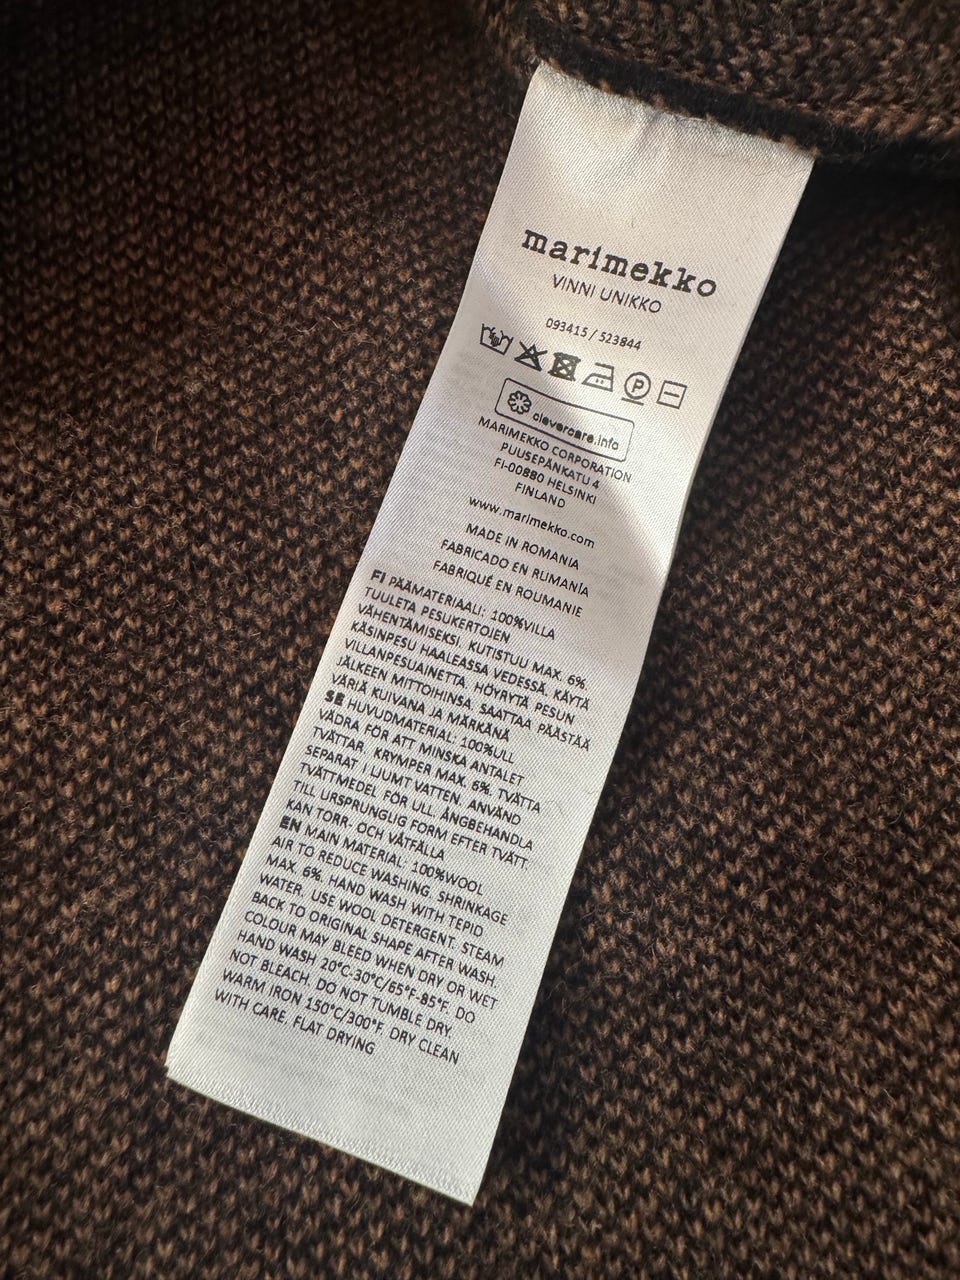 marimekko
VINNI UNIKKO
093415 / 523844
P
clevercare.info
MARIMEKKO CORPORATION
PUUSEPÄNKATU 4
FI-00880 HELSINKI
FINLAND
www.marimekko.com
MADE IN ROMANIA
FABRICADO EN RUMANÍA
FABRIQUÉ EN ROUMANIE
FI PÄÄMATERIAALI: 100%VILLA
TUULETA PESUKERTOJEN
VÄHENTÄMISEKSI. KUTISTUU MAX. 6%.
KÄSINPESU HAALEASSA VEDESSÄ. KÄYTÄ
VILLANPESUAINETTA. HÖYRYTÄ PESUN
JÄLKEEN MITTOIHINSA. SAATTAA PÄÄSTÄÄ
VÄRIÄ KUIVANA JA MÄRKÄNÄ
SE HUVUDMATERIAL: 100%ULL
VÄDRA FÖR ATT MINSKA ANTALET
TVÄTTAR. KRYMPER MAX. 6%. TVÄTTA
SEPARAT I LJUMT VATTEN. ANVÄND
TVÄTTMEDEL FÖR ULL. ÅNGBEHANDLA
TILL URSPRUNGLIG FORM EFTER TVÄTT.
KAN TORR- OCH VÅTFÄLLA
EN MAIN MATERIAL: 100%WOOL
AIR TO REDUCE WASHING. SHRINKAGE
MAX. 6%. HAND WASH WITH TEPID
WATER. USE WOOL DETERGENT. STEAM
BACK TO ORIGINAL SHAPE AFTER WASH.
COLOUR MAY BLEED WHEN DRY OR WET
HAND WASH 20°C-30°C/65°F-85°F. DO
NOT BLEACH. DO NOT TUMBLE DRY.
WARM IRON 150°C/300°F. DRY CLEAN
WITH CARE. FLAT DRYING